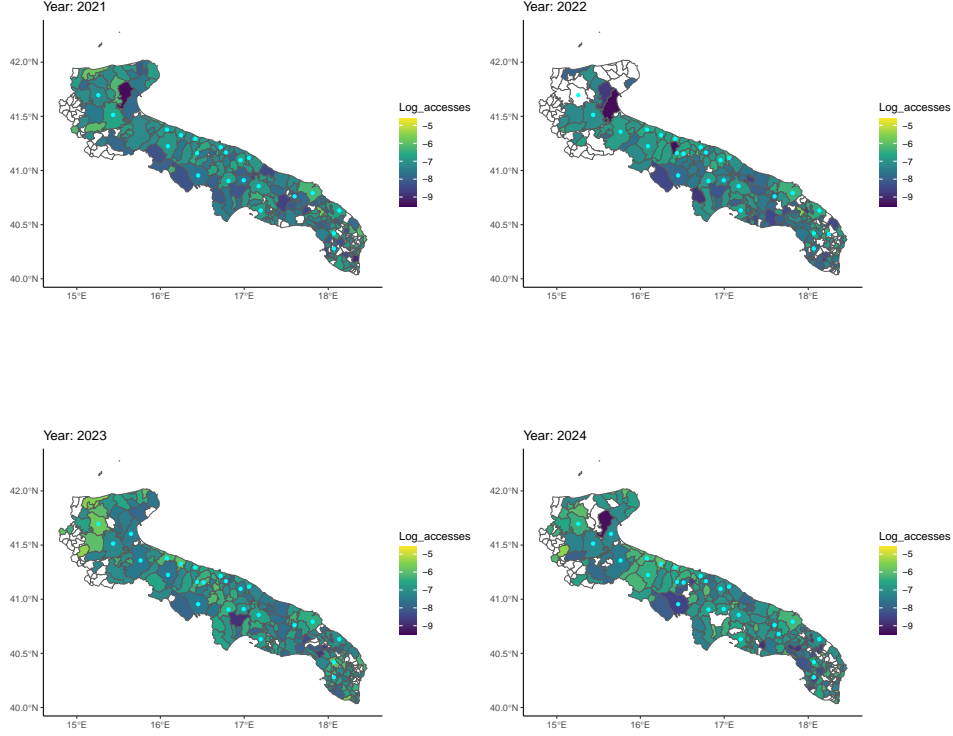 Year: 2021
42.0°N
41.5°N
41.0°N
40.5°N
40.0°N
15°E
16°E
17°E
18°E
Log_accesses
−5
−6
−7
−8
−9
Year: 2022
42.0°N
41.5°N
41.0°N
40.5°N
40.0°N
15°E
16°E
17°E
18°E
Log_accesses
−5
−6
−7
−8
−9
Year: 2023
42.0°N
41.5°N
41.0°N
40.5°N
40.0°N
15°E
16°E
17°E
18°E
Log_accesses
−5
−6
−7
−8
−9
Year: 2024
42.0°N
41.5°N
41.0°N
40.5°N
40.0°N
15°E
16°E
17°E
18°E
Log_accesses
−5
−6
−7
−8
−9